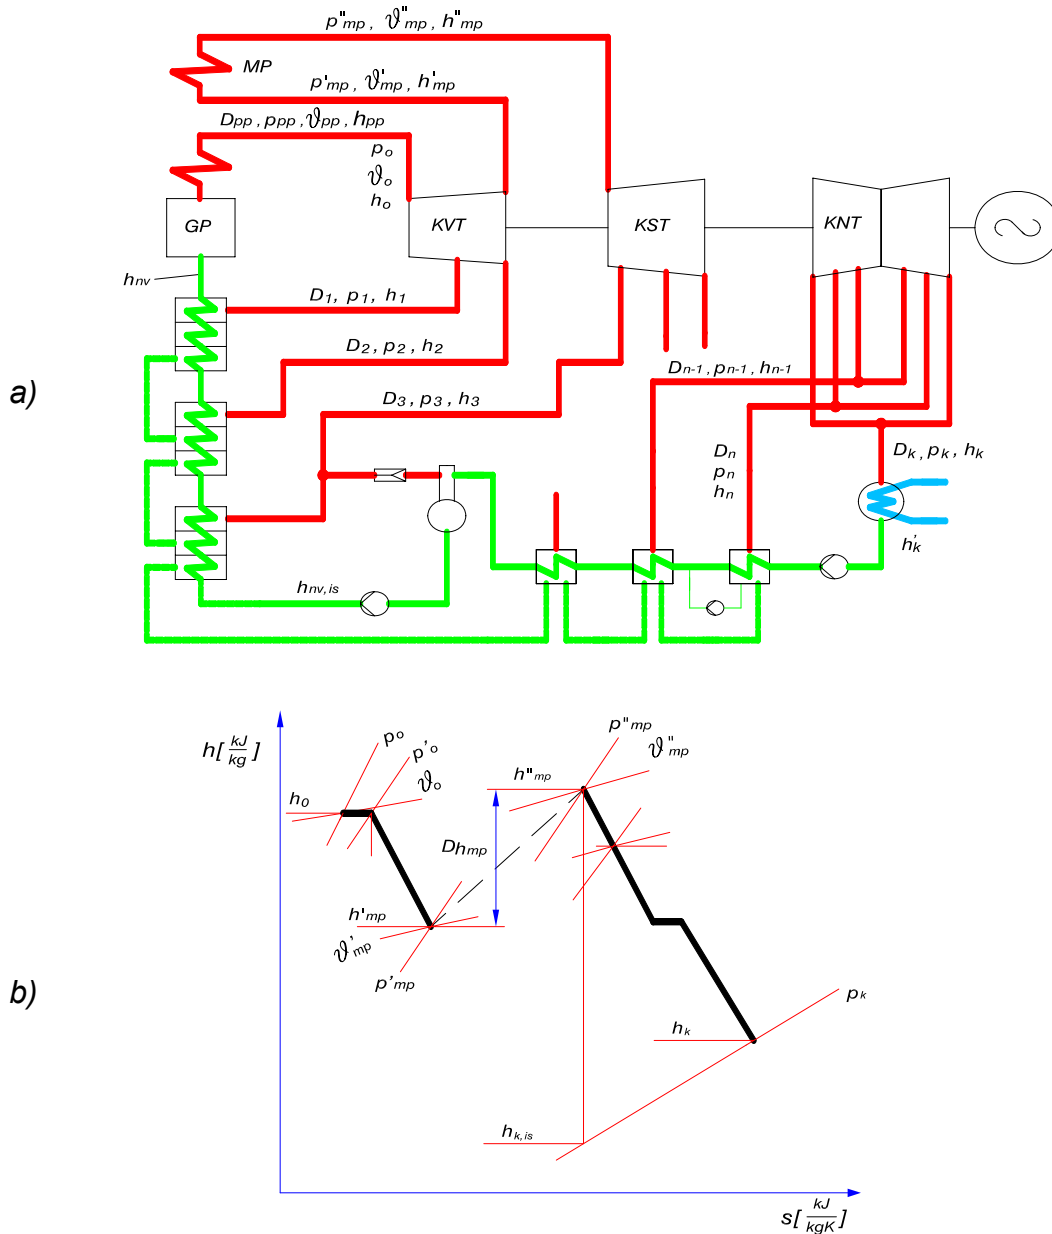 p"mp, ϑ"mp, h"mp
MP
p'mp, ϑ'mp, h'mp
Dpp, ppp, ϑpp, hpp
po
ϑo
ho
GP
KVT
KST
KNT
hnv
D1, p1, h1
D2, p2, h2
Dn-1, pn-1, hn-1
a)
D3, p3, h3
Dn
pn
hn
Dk, pk, hk
h'k
hnv,is
h[kJ/kg]
po
p'o
ϑo
h0
p"mp
ϑ"mp
h"mp
Dhmp
h'mp
ϑ'mp
p'mp
b)
pk
hk
hk,is
s[kJ/kgK]